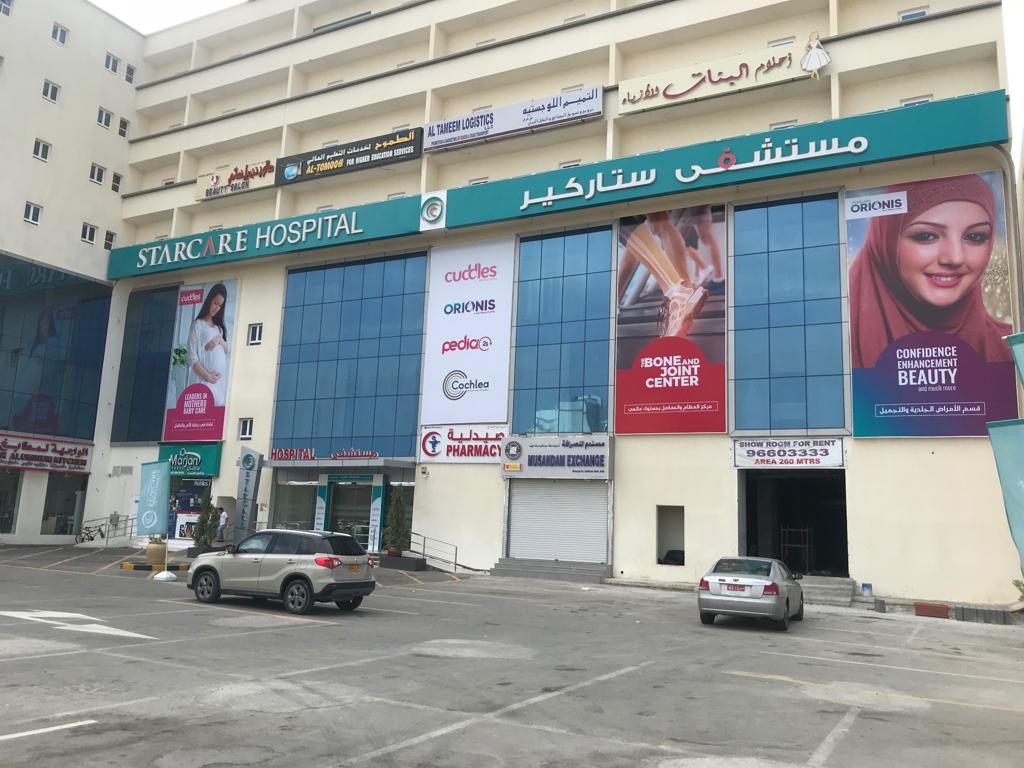 أحلام البنات للأزياء
التميم اللوجستيه
AL TAMEEM LOGISTICS
الطموح لخدمات التعليم العالي
AL-TOMOOH FOR HIGHER EDUCATION SERVICES
BEAUTY SALON
مستشفى ستاركير
STARCARE HOSPITAL
cuddles
LEADERS IN
MOTHER &
BABY CARE
cuddles
ORIONIS
pedia
Cochlea
THE BONE AND
JOINT
CENTER
مركز العظام والمفاصل بمستوى عالمي
ORIONIS
CONFIDENCE
ENHANCEMENT
BEAUTY
and much more
قسم الأمراض الجلدية والتجميل
صيدلية
PHARMACY
مسندم للصرافة
MUSANDAM EXCHANGE
SHOW ROOM FOR RENT
96603333
AREA 260 MTRS
HOSPITAL مستشفى
Marjan